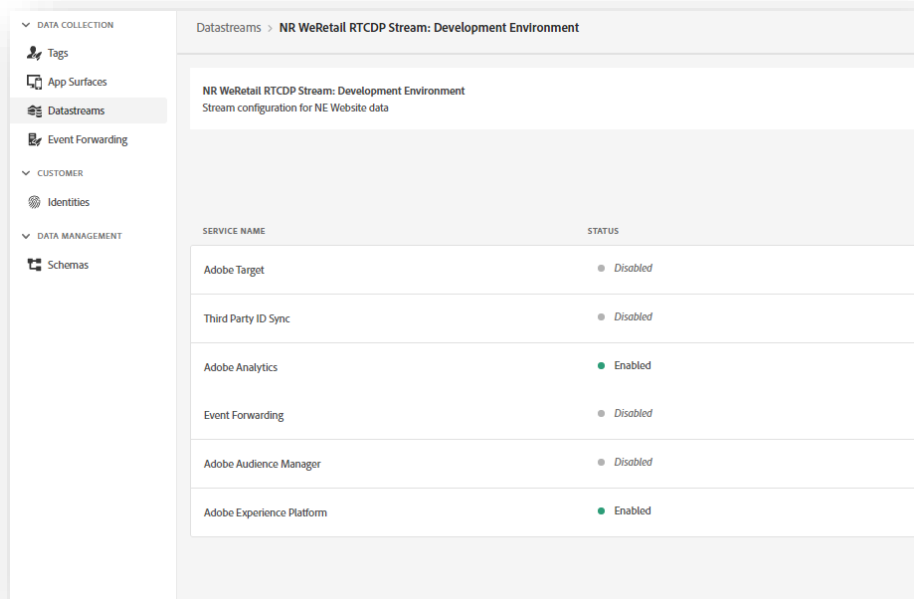 DATA COLLECTION
Tags
App Surfaces
Datastreams
Event Forwarding
CUSTOMER
Identities
DATA MANAGEMENT
Schemas
Datastreams > NR WeRetail RTCDP Stream: Development Environment
NR WeRetail RTCDP Stream: Development Environment
Stream configuration for NE Website data
SERVICE NAME STATUS
Adobe Target Disabled
Third Party ID Sync Disabled
Adobe Analytics Enabled
Event Forwarding Disabled
Adobe Audience Manager Disabled
Adobe Experience Platform Enabled